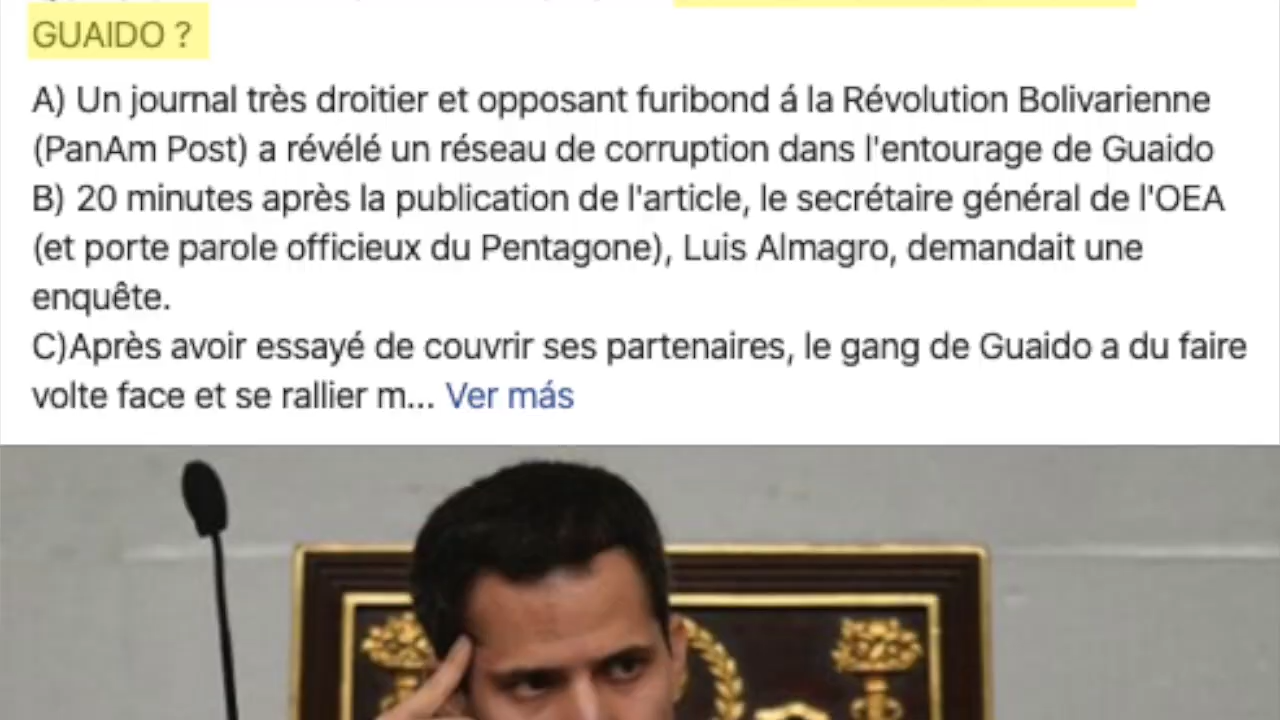 GUAIDO ?
A) Un journal très droitier et opposant furibond á la Révolution Bolivarienne
(PanAm Post) a révélé un réseau de corruption dans l'entourage de Guaido
B) 20 minutes après la publication de l'article, le secrétaire général de l'OEA
(et porte parole officieux du Pentagone), Luis Almagro, demandait une
enquête.
C)Après avoir essayé de couvrir ses partenaires, le gang de Guaido a du faire
volte face et se rallier m... Ver más